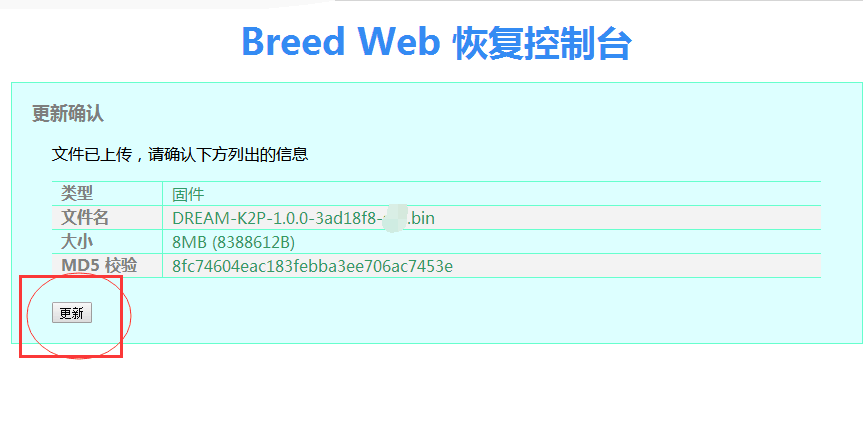 Breed Web 恢复控制台
更新确认
文件已上传，请确认下方列出的信息
类型 固件
文件名 DREAM-K2P-1.0.0-3ad18f8- .bin
大小 8MB (8388612B)
MD5 校验 8fc74604eac183febba3ee706ac7453e
更新